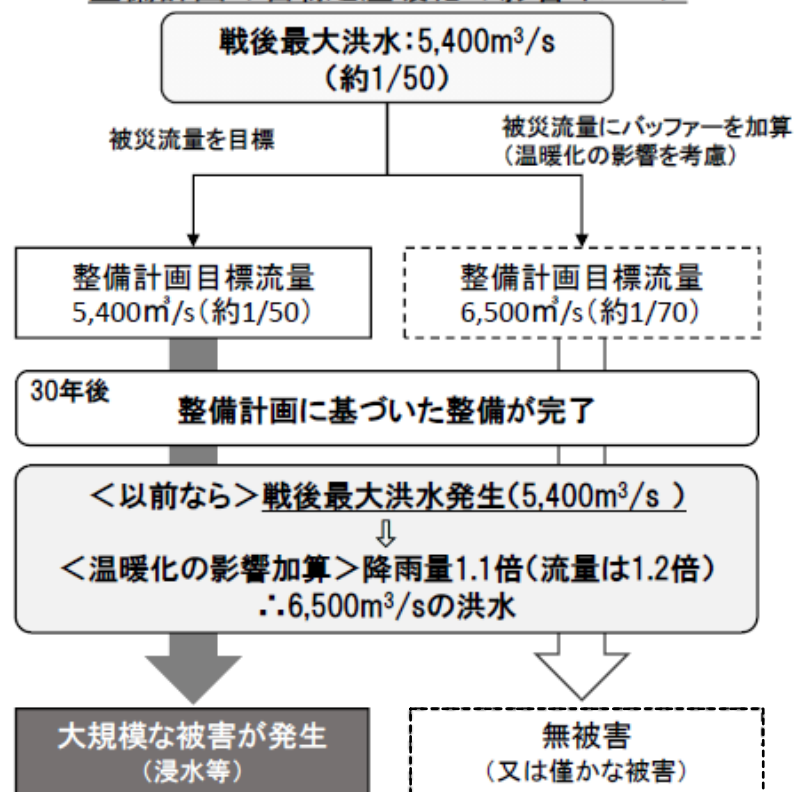 戦後最大洪水:5,400m³/s
(約1/50)
被災流量を目標
被災流量にバッファーを加算
(温暖化の影響を考慮)
整備計画目標流量
5,400㎥/s(約1/50)
整備計画目標流量
6,500㎥/s(約1/70)
30年後
整備計画に基づいた整備が完了
<以前なら>戦後最大洪水発生(5,400m³/s )
⇩
<温暖化の影響加算>降雨量1.1倍(流量は1.2倍)
∴6,500m³/sの洪水
大規模な被害が発生
(浸水等)
無被害
(又は僅かな被害)